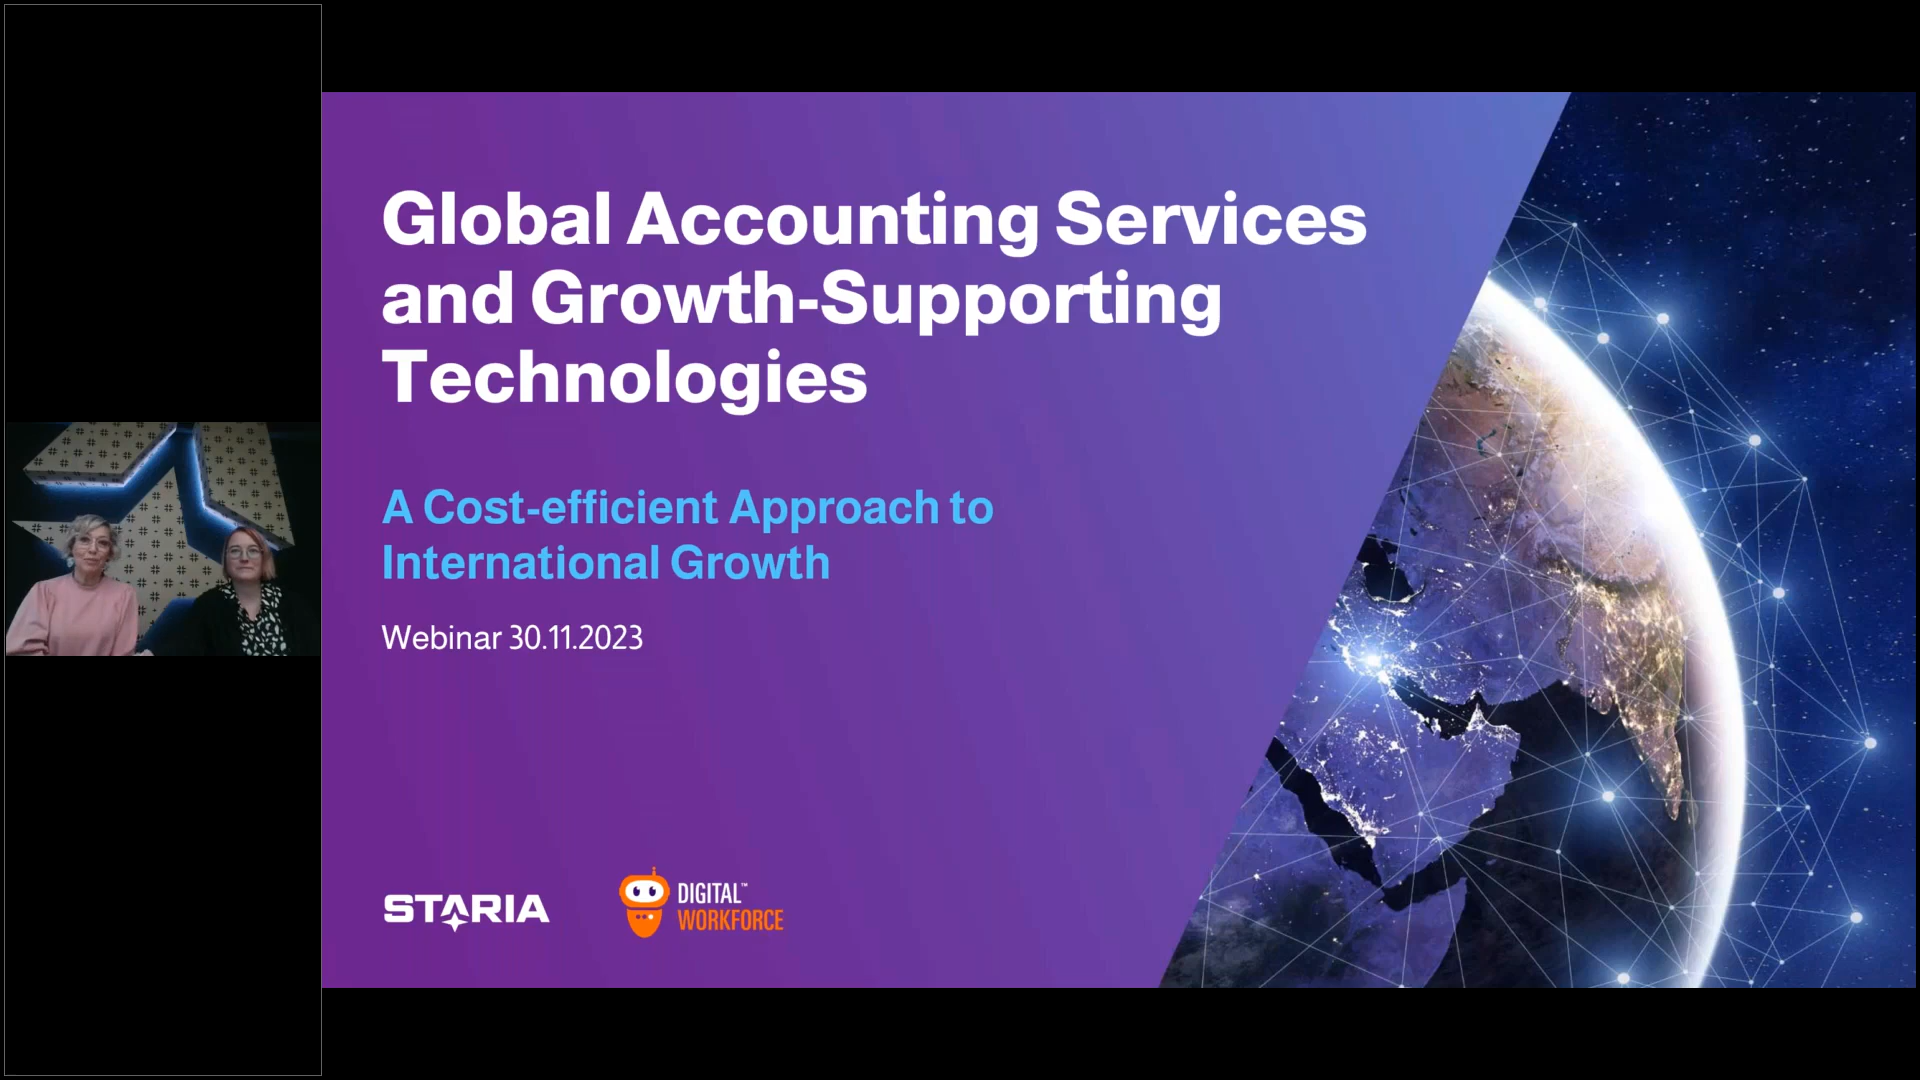 Global Accounting Services
and Growth-Supporting
Technologies
A Cost-efficient Approach to
International Growth
Webinar 30.11.2023
STARIA
DIGITAL™
WORKFORCE